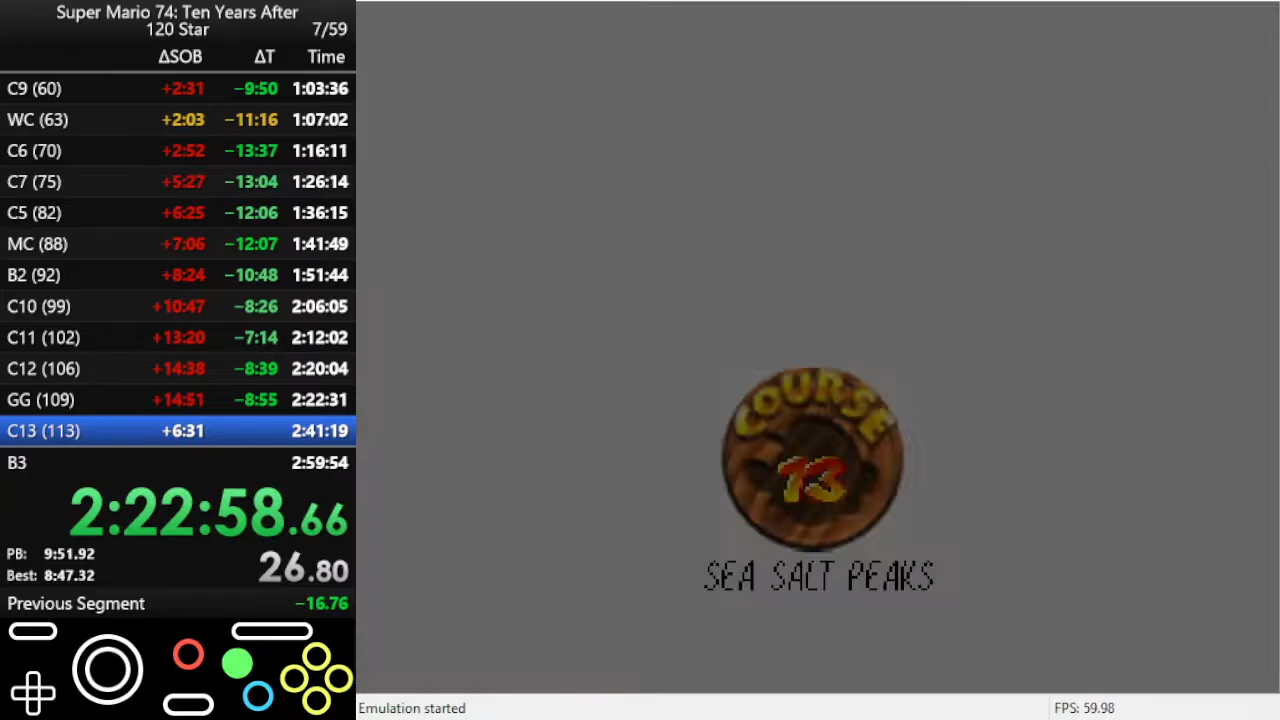 Super Mario 74: Ten Years After
120 Star 7/59
ΔSOB ΔT Time
C9 (60) +2:31 −9:50 1:03:36
WC (63) +2:03 −11:16 1:07:02
C6 (70) +2:52 −13:37 1:16:11
C7 (75) +5:27 −13:04 1:26:14
C5 (82) +6:25 −12:06 1:36:15
MC (88) +7:06 −12:07 1:41:49
B2 (92) +8:24 −10:48 1:51:44
C10 (99) +10:47 −8:26 2:06:05
C11 (102) +13:20 −7:14 2:12:02
C12 (106) +14:38 −8:39 2:20:04
GG (109) +14:51 −8:55 2:22:31
C13 (113) +6:31 2:41:19
B3 2:59:54
2:22:58.66
PB: 9:51.92
Best: 8:47.32
26.80
Previous Segment −16.76
COURSE
13
SEA SALT PEAKS
Emulation started
FPS: 59.98